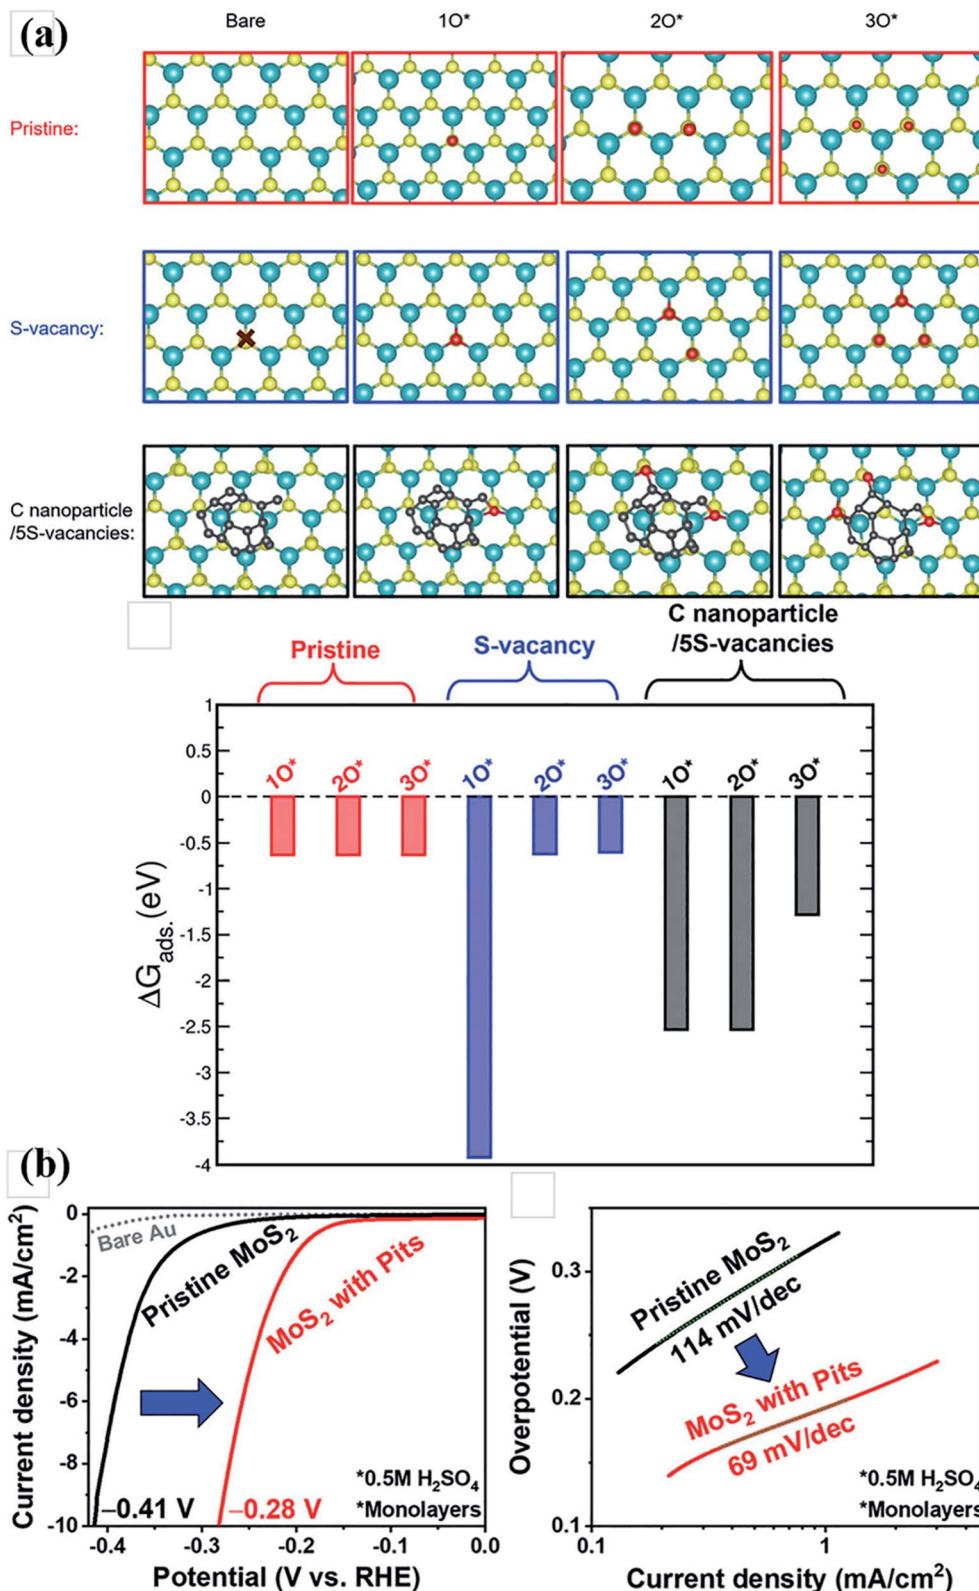 (a)
Bare 1O* 2O* 3O*
Pristine:
S-vacancy:
C nanoparticle
/5S-vacancies:
Pristine
S-vacancy
C nanoparticle
/5S-vacancies
1O* 2O* 3O* 1O* 2O* 3O* 1O* 2O* 3O*
ΔG_ads. (eV)
1
0.5
0
-0.5
-1
-1.5
-2
-2.5
-3
-3.5
-4
(b)
Current density (mA/cm²)
0
-2
-4
-6
-8
-10
Bare Au
Pristine MoS₂
MoS₂ with Pits
−0.41 V
−0.28 V
*0.5M H₂SO₄
*Monolayers
-0.4 -0.3 -0.2 -0.1 0.0
Potential (V vs. RHE)
Overpotential (V)
0.3
0.2
0.1
Pristine MoS₂
114 mV/dec
MoS₂ with Pits
69 mV/dec
*0.5M H₂SO₄
*Monolayers
0.1 1
Current density (mA/cm²)